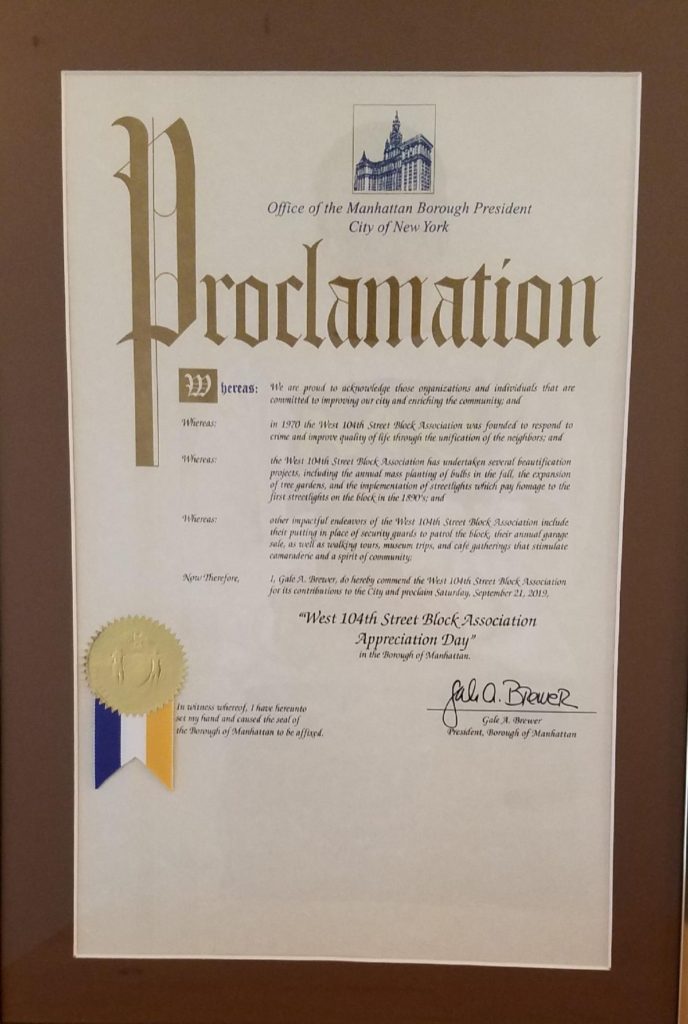 Office of the Manhattan Borough President
City of New York
Proclamation
Whereas: We are proud to acknowledge those organizations and individuals that are
committed to improving our city and enriching the community; and
Whereas: in 1970 the West 104th Street Block Association was founded to respond to
crime and improve quality of life through the unification of the neighbors; and
Whereas: the West 104th Street Block Association has undertaken several beautification
projects, including the annual mass planting of bulbs in the fall, the expansion
of tree gardens, and the implementation of streetlights which pay homage to the
first streetlights on the block in the 1890's; and
Whereas: other impactful endeavors of the West 104th Street Block Association include
their putting in place of security guards to patrol the block, their annual garage
sale, as well as walking tours, museum trips, and cafe gatherings that stimulate
camaraderie and a spirit of community;
Now Therefore, I, Gale A. Brewer, do hereby commend the West 104th Street Block Association
for its contributions to the City and proclaim Saturday, September 21, 2019,
"West 104th Street Block Association
Appreciation Day"
in the Borough of Manhattan.
Gale A. Brewer
In witness whereof, I have hereunto
set my hand and caused the seal of
the Borough of Manhattan to be affixed.
Gale A. Brewer
President, Borough of Manhattan